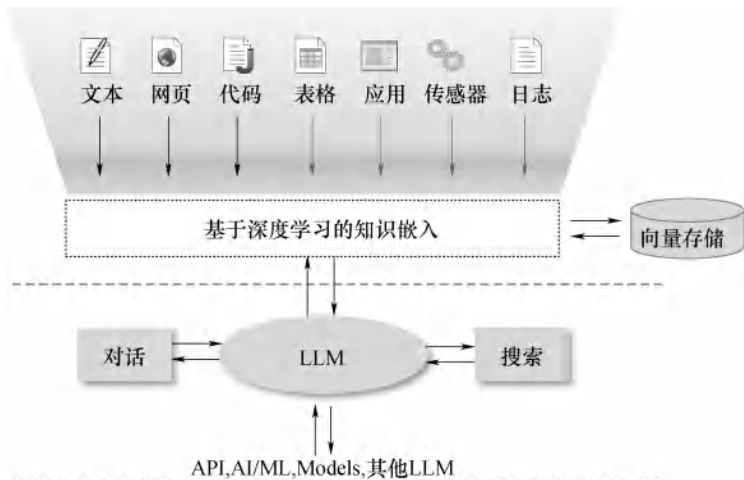 文本 网页 代码 表格 应用 传感器 日志
基于深度学习的知识嵌入
向量存储
对话
LLM
搜索
API,AI/ML,Models,其他LLM